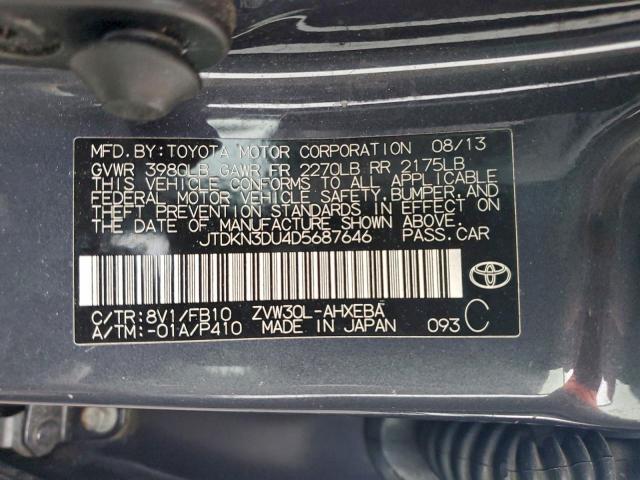 MFD. BY: TOYOTA MOTOR CORPORATION 08/13
GVWR 3980LB GAWR FR 2270LB RR 2175LB
THIS VEHICLE CONFORMS TO ALL APPLICABLE
FEDERAL MOTOR VEHICLE SAFETY, BUMPER, AND
THEFT PREVENTION STANDARDS IN EFFECT ON
THE DATE OF MANUFACTURE SHOWN ABOVE.
JTDKN3DU4D5687646 PASS. CAR
C/TR: 8V1/FB10 ZVW30L-AHXEBA
A/TM: -01A/P410 MADE IN JAPAN 093 C